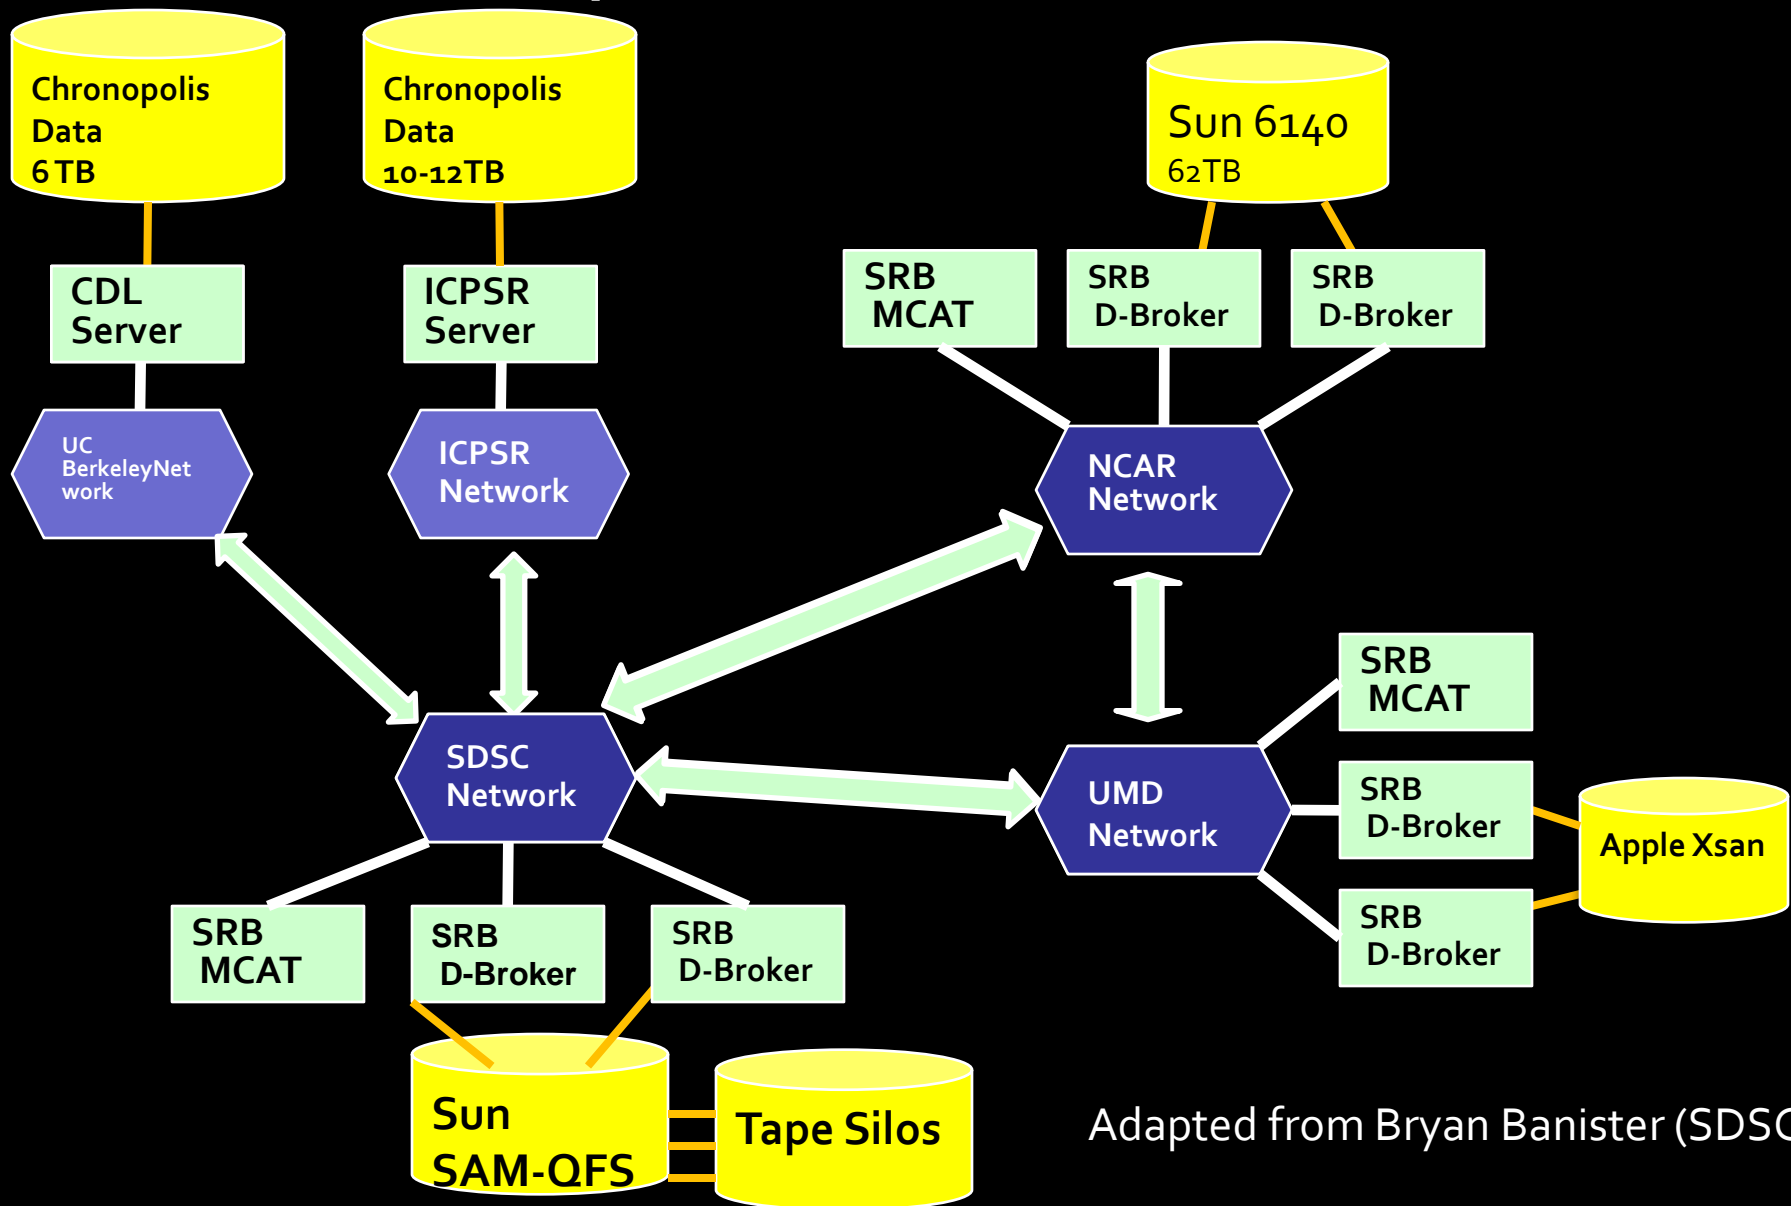 Chronopolis
Data
6 TB
Chronopolis
Data
10-12TB
Sun 6140
62TB
CDL
Server
ICPSR
Server
SRB
MCAT
SRB
D-Broker
SRB
D-Broker
UC
BerkeleyNet
work
ICPSR
Network
NCAR
Network
SRB
MCAT
SDSC
Network
UMD
Network
SRB
D-Broker
Apple Xsan
SRB
D-Broker
SRB
MCAT
SRB
D-Broker
SRB
D-Broker
Sun
SAM-QFS
Tape Silos
Adapted from Bryan Banister (SDSC